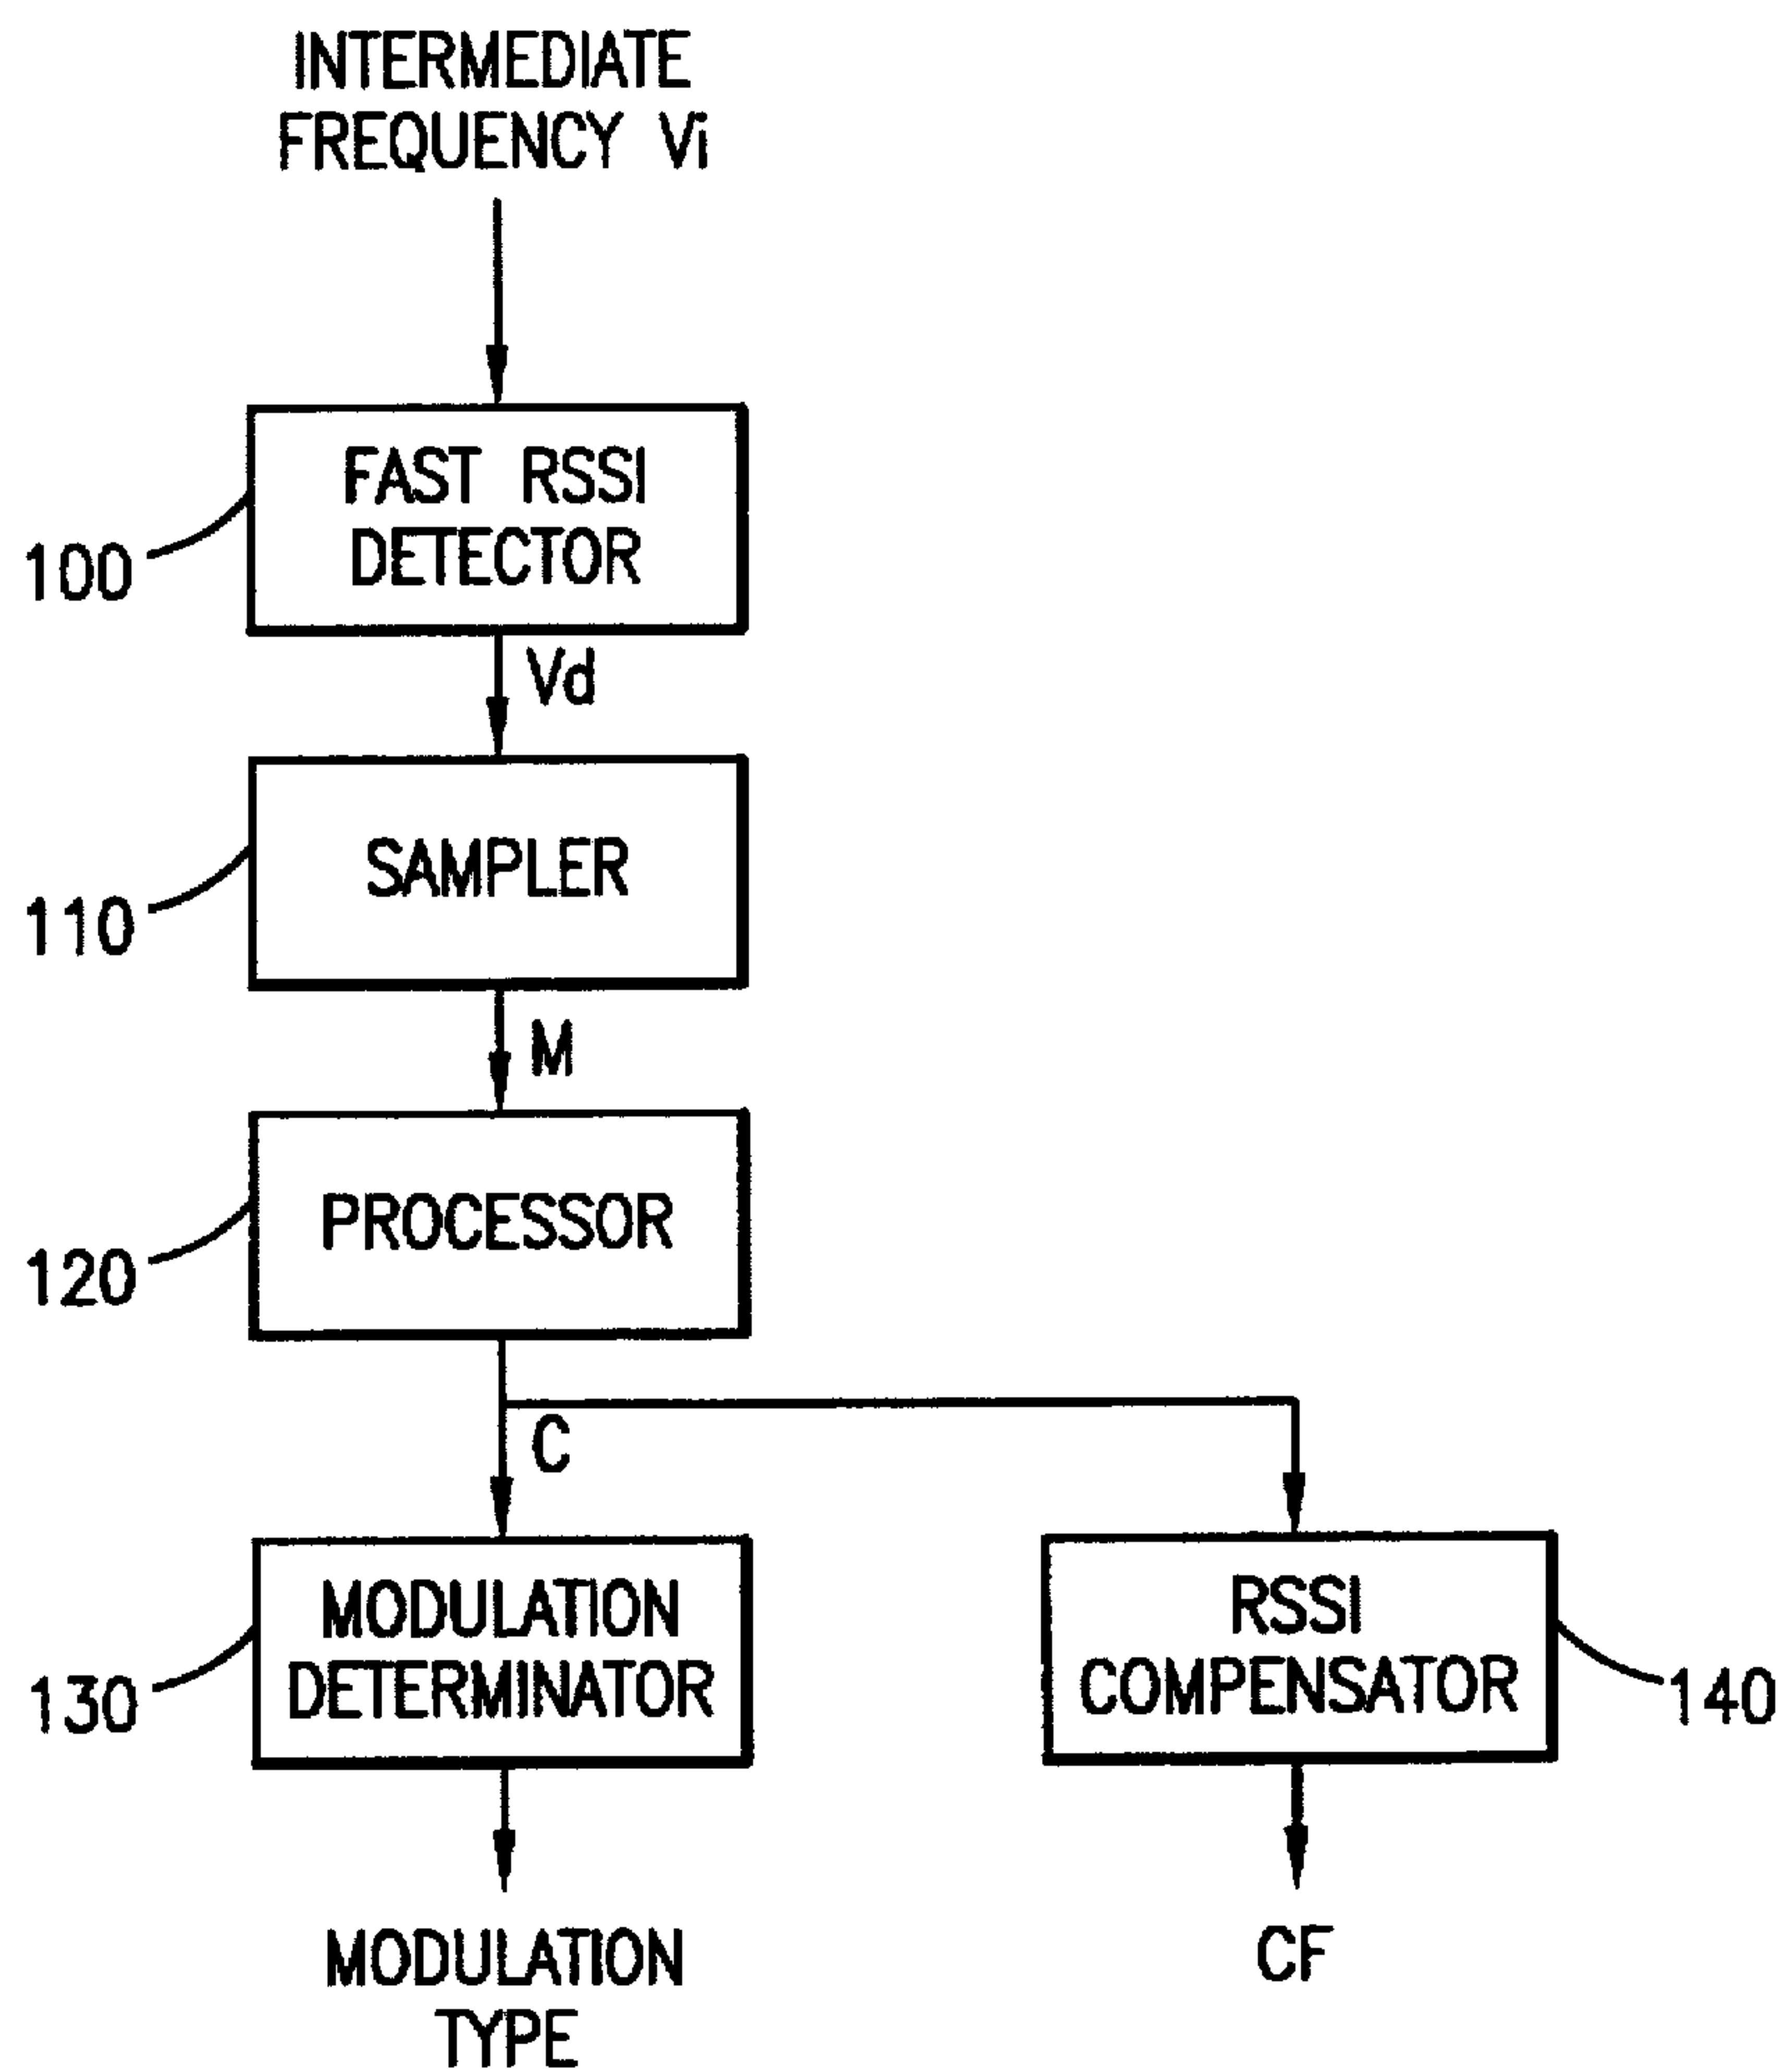 INTERMEDIATE
FREQUENCY Vi
FAST RSSI
DETECTOR
100
Vd
SAMPLER
110
M
PROCESSOR
120
C
MODULATION
DETERMINATOR
130
RSSI
COMPENSATOR
140
MODULATION
TYPE
CF